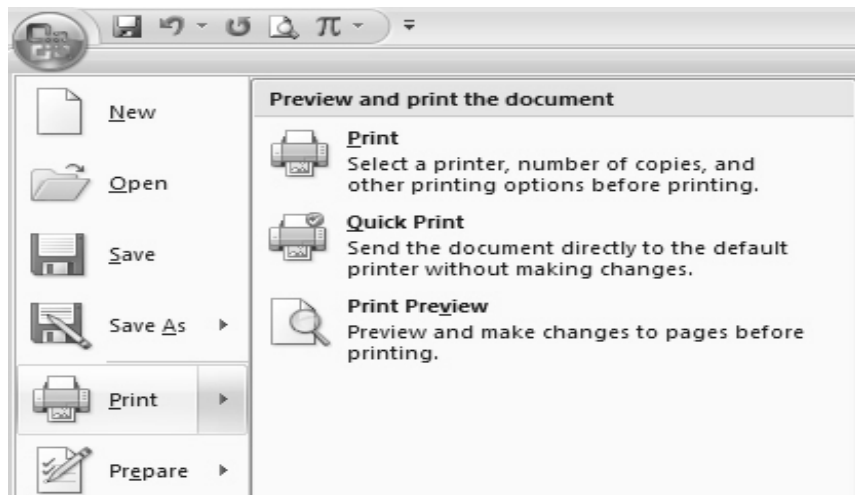 π
New
Open
Save
Save As
Print
Prepare
Preview and print the document
Print
Select a printer, number of copies, and
other printing options before printing.
Quick Print
Send the document directly to the default
printer without making changes.
Print Preview
Preview and make changes to pages before
printing.